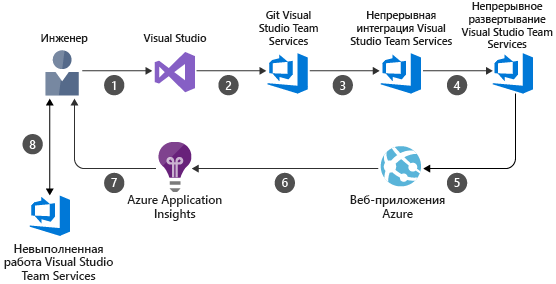 Инженер
Visual Studio
Git Visual
Studio Team
Services
Непрерывная
интеграция Visual
Studio Team Services
Непрерывное
развертывание
Visual Studio Team
Services
1
2
3
4
8
7
6
5
Azure Application
Insights
Веб-приложения
Azure
Невыполненная
работа Visual Studio
Team Services